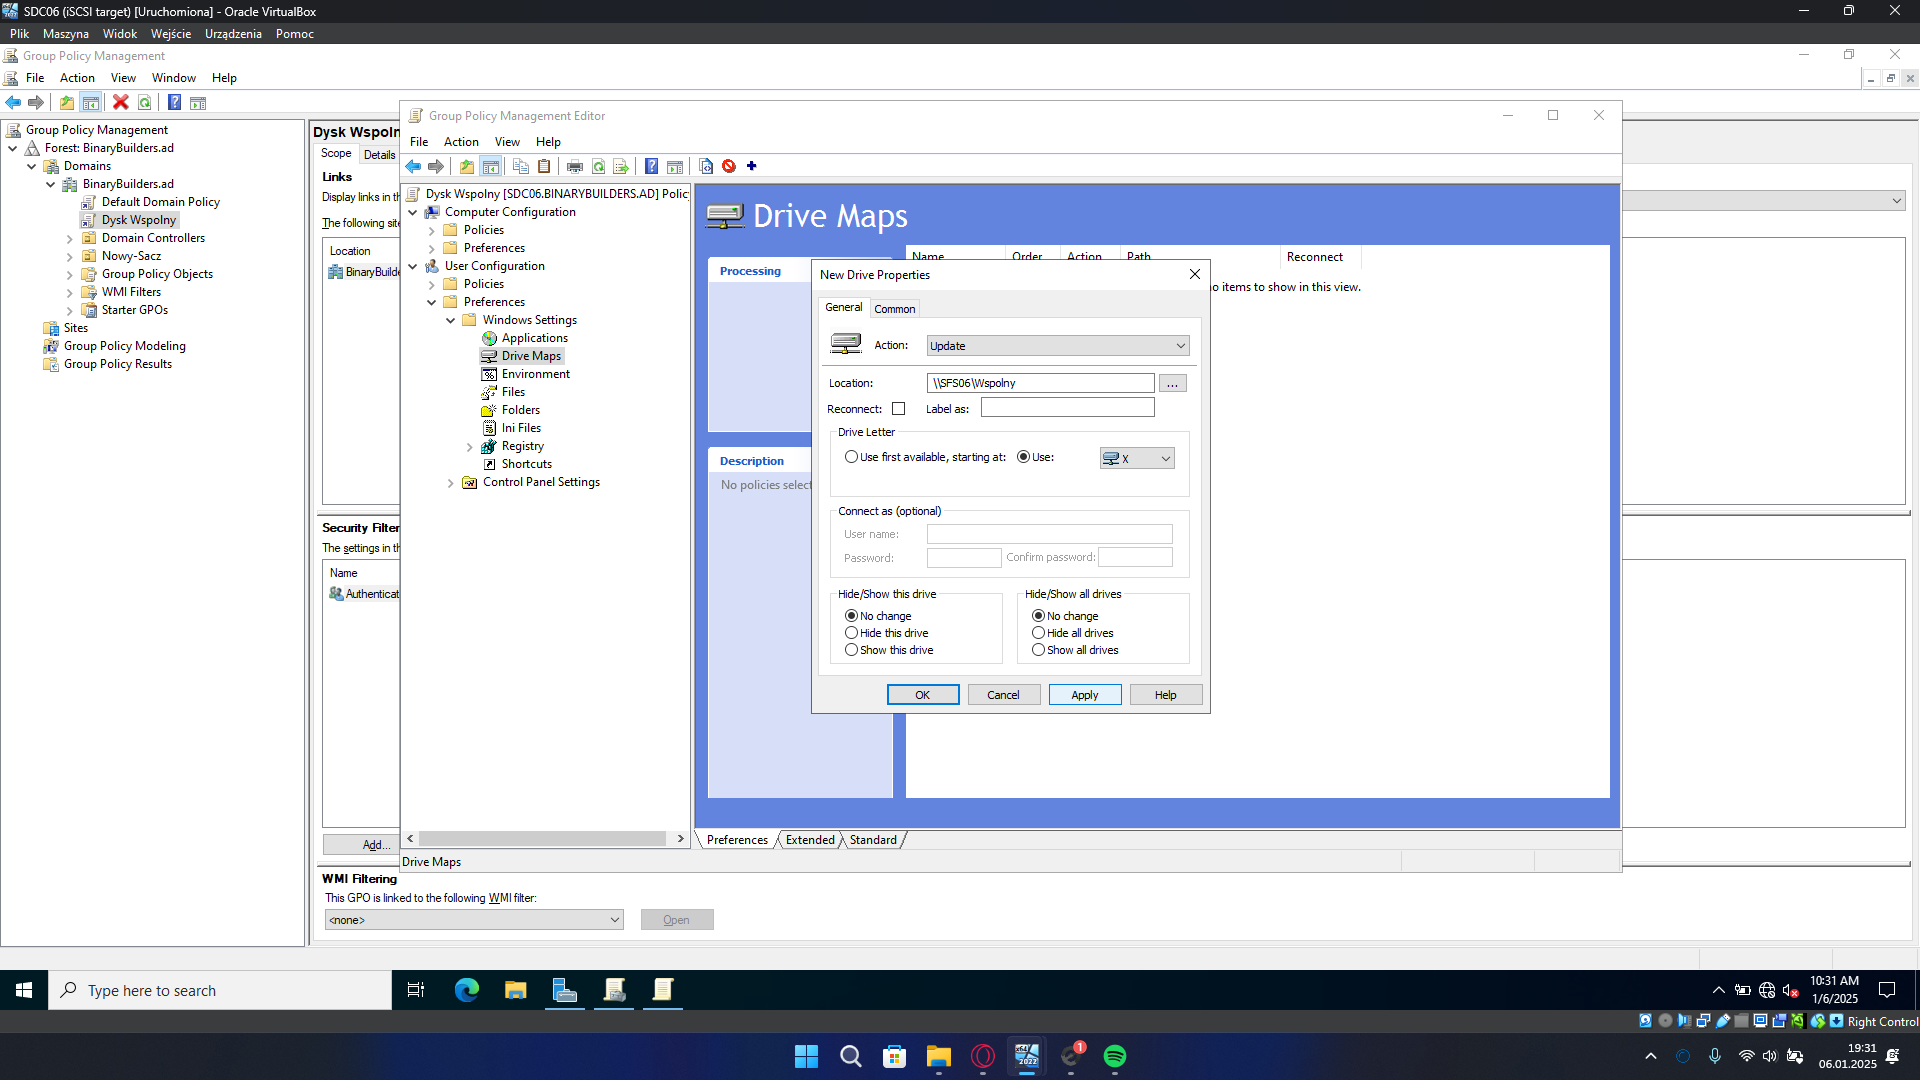 SDC06 (iSCSI target) [Uruchomiona] - Oracle VirtualBox
Plik Maszyna Widok Wejście Urządzenia Pomoc
Group Policy Management
File Action View Window Help
Group Policy Management
Forest: BinaryBuilders.ad
Domains
BinaryBuilders.ad
Default Domain Policy
Dysk Wspolny
Domain Controllers
Nowy-Sacz
Group Policy Objects
WMI Filters
Starter GPOs
Sites
Group Policy Modeling
Group Policy Results
Dysk Wspoln
Scope Details
Links
Display links in th
The following site
Location
BinaryBuilde
Security Filter
The settings in th
Name
Authenticat
Add...
WMI Filtering
This GPO is linked to the following WMI filter:
<none> Open
Group Policy Management Editor
File Action View Help
Dysk Wspolny [SDC06.BINARYBUILDERS.AD] Polic
Computer Configuration
Policies
Preferences
User Configuration
Policies
Preferences
Windows Settings
Applications
Drive Maps
Environment
Files
Folders
Ini Files
Registry
Shortcuts
Control Panel Settings
Drive Maps
Processing
Description
No policies select
Name Order Action Path Reconnect
o items to show in this view.
Preferences Extended Standard
Drive Maps
New Drive Properties
General Common
Action: Update
Location: \\SFS06\Wspolny ...
Reconnect: Label as:
Drive Letter
Use first available, starting at: Use: X
Connect as (optional)
User name:
Password: Confirm password:
Hide/Show this drive
No change
Hide this drive
Show this drive
Hide/Show all drives
No change
Hide all drives
Show all drives
OK Cancel Apply Help
Type here to search
10:31 AM
1/6/2025
Right Control
2022
1
19:31
06.01.2025